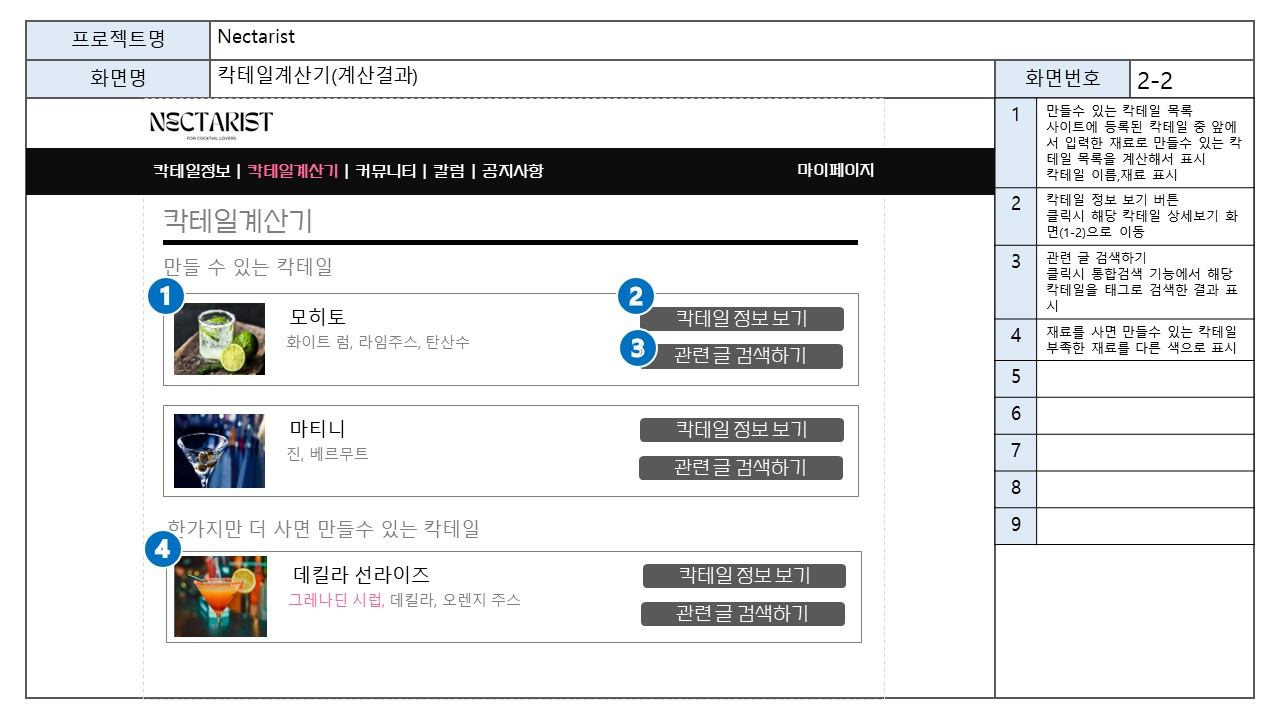 프로젝트명
Nectarist
화면명
칵테일계산기(계산결과)
화면번호
2-2
NECTARIST
FOR COCKTAIL LOVERS
칵테일정보 | 칵테일계산기 | 커뮤니티 | 칼럼 | 공지사항
마이페이지
칵테일계산기
만들 수 있는 칵테일
1
모히토
화이트 럼, 라임주스, 탄산수
2
칵테일 정보 보기
3
관련 글 검색하기
마티니
진, 베르무트
칵테일 정보 보기
관련 글 검색하기
한가지만 더 사면 만들수 있는 칵테일
4
데킬라 선라이즈
그레나딘 시럽, 데킬라, 오렌지 주스
칵테일 정보 보기
관련 글 검색하기
1
만들수 있는 칵테일 목록
사이트에 등록된 칵테일 중 앞에
서 입력한 재료로 만들수 있는 칵
테일 목록을 계산해서 표시
칵테일 이름,재료 표시
2
칵테일 정보 보기 버튼
클릭시 해당 칵테일 상세보기 화
면(1-2)으로 이동
3
관련 글 검색하기
클릭시 통합검색 기능에서 해당
칵테일을 태그로 검색한 결과 표
시
4
재료를 사면 만들수 있는 칵테일
부족한 재료를 다른 색으로 표시
5
6
7
8
9